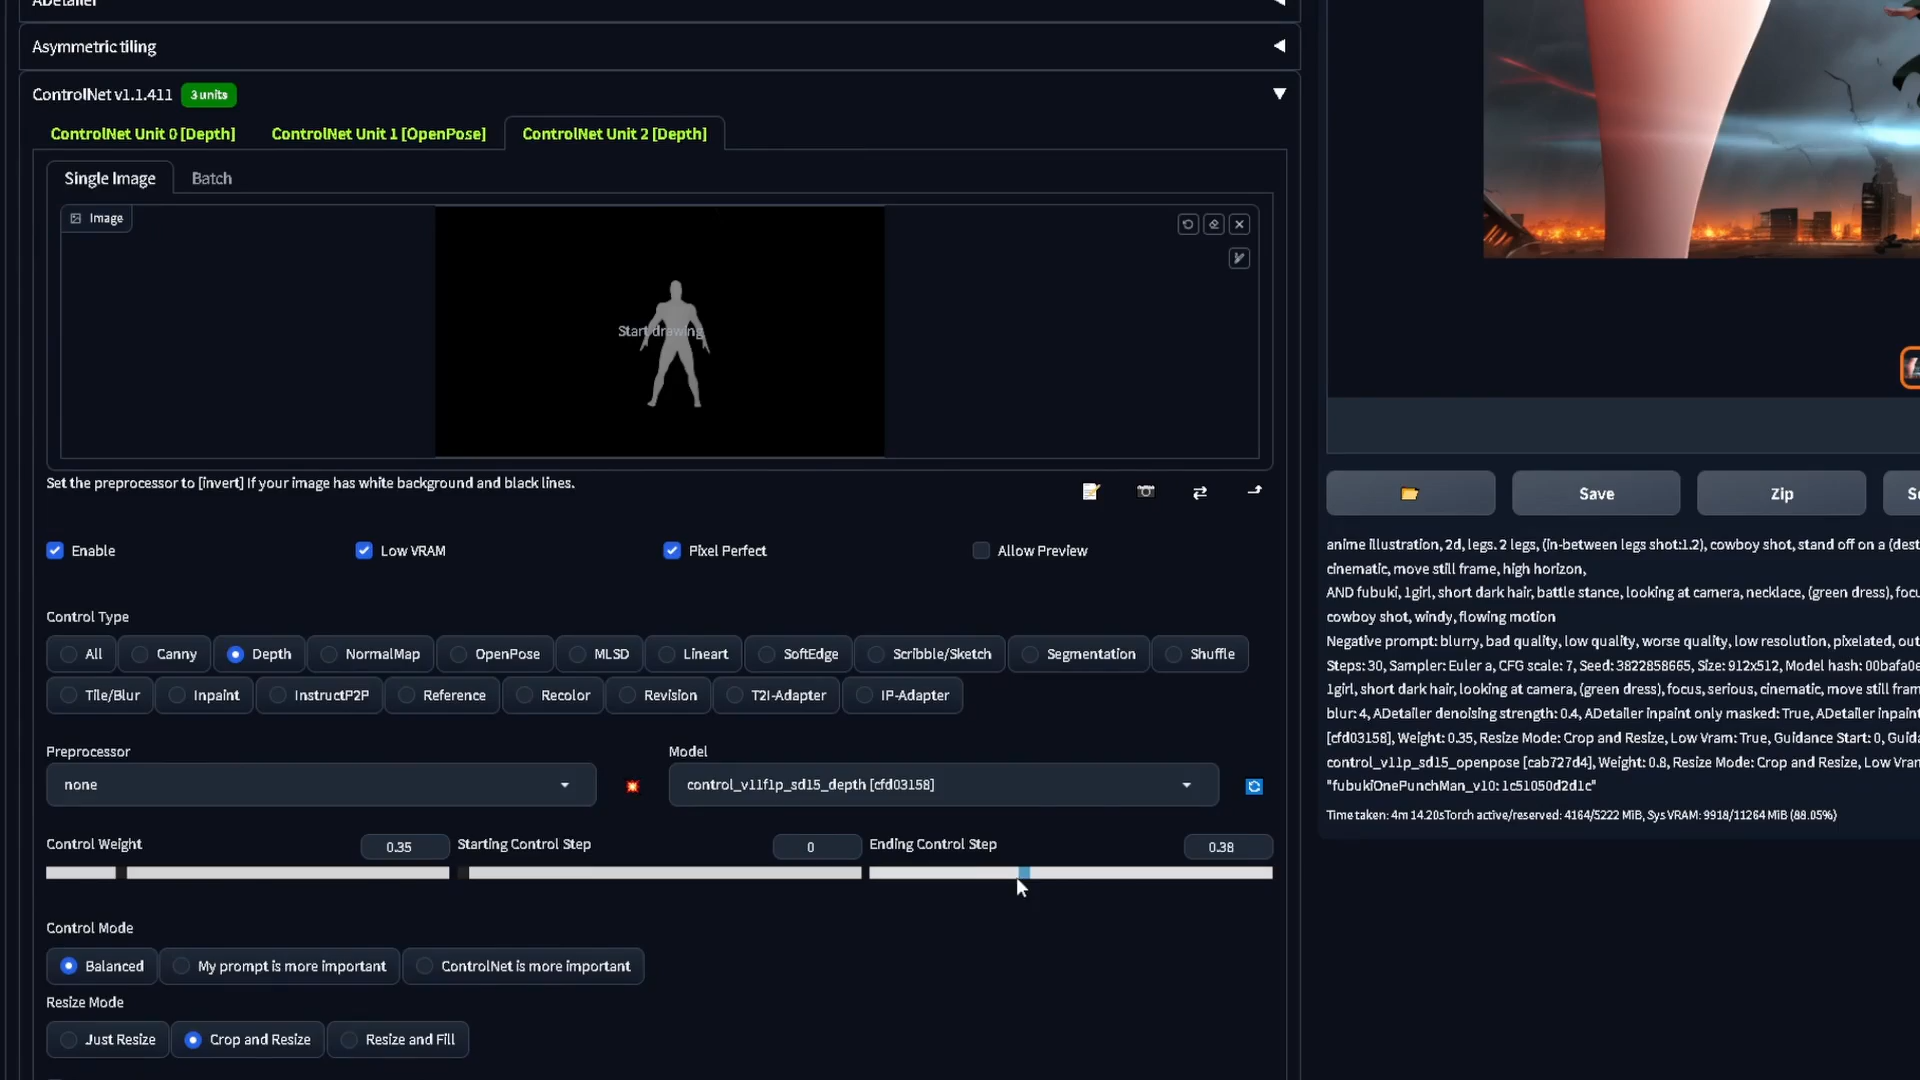 ADetailer
Asymmetric tiling
ControlNet v1.1.411 3 units
ControlNet Unit 0 [Depth] ControlNet Unit 1 [OpenPose] ControlNet Unit 2 [Depth]
Single Image Batch
Image
Start drawing
Set the preprocessor to [invert] If your image has white background and black lines.
Enable Low VRAM Pixel Perfect Allow Preview
Control Type
All Canny Depth NormalMap OpenPose MLSD Lineart SoftEdge Scribble/Sketch Segmentation Shuffle
Tile/Blur Inpaint InstructP2P Reference Recolor Revision T2I-Adapter IP-Adapter
Preprocessor Model
none control_v11f1p_sd15_depth [cfd03158]
Control Weight 0.35 Starting Control Step 0 Ending Control Step 0.38
Control Mode
Balanced My prompt is more important ControlNet is more important
Resize Mode
Just Resize Crop and Resize Resize and Fill
Save Zip
anime illustration, 2d, legs. 2 legs, (in-between legs shot:1.2), cowboy shot, stand off on a (dest
cinematic, move still frame, high horizon,
AND fubuki, 1girl, short dark hair, battle stance, looking at camera, necklace, (green dress), focu
cowboy shot, windy, flowing motion
Negative prompt: blurry, bad quality, low quality, worse quality, low resolution, pixelated, out
Steps: 30, Sampler: Euler a, CFG scale: 7, Seed: 3822858665, Size: 912x512, Model hash: 00bafa0e
1girl, short dark hair, looking at camera, (green dress), focus, serious, cinematic, move still fram
blur: 4, ADetailer denoising strength: 0.4, ADetailer inpaint only masked: True, ADetailer inpaint
[cfd03158], Weight: 0.35, Resize Mode: Crop and Resize, Low Vram: True, Guidance Start: 0, Guida
control_v11p_sd15_openpose [cab727d4], Weight: 0.8, Resize Mode: Crop and Resize, Low Vran
"fubukiOnePunchMan_v10: 1c51050d2d1c"
Time taken: 4m 14.20sTorch active/reserved: 4164/5222 MiB, Sys VRAM: 9918/11264 MiB (88.05%)